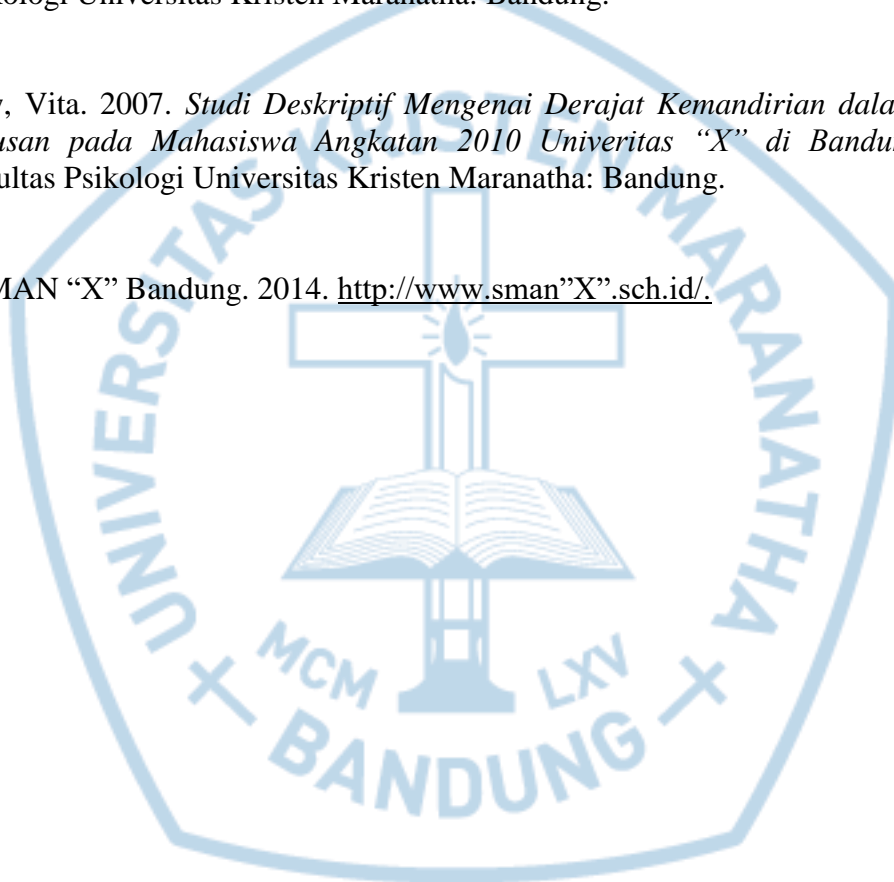 kologi Universitas Kristen Maranatha: Bandung.
, Vita. 2007. Studi Deskriptif Mengenai Derajat Kemandirian dala
usan pada Mahasiswa Angkatan 2010 Univeritas “X” di Bandu
ultas Psikologi Universitas Kristen Maranatha: Bandung.
MAN “X” Bandung. 2014. http://www.sman”X”.sch.id/.
UNIVERSITAS KRISTEN MARANATHA
MCM LXV
BANDUNG